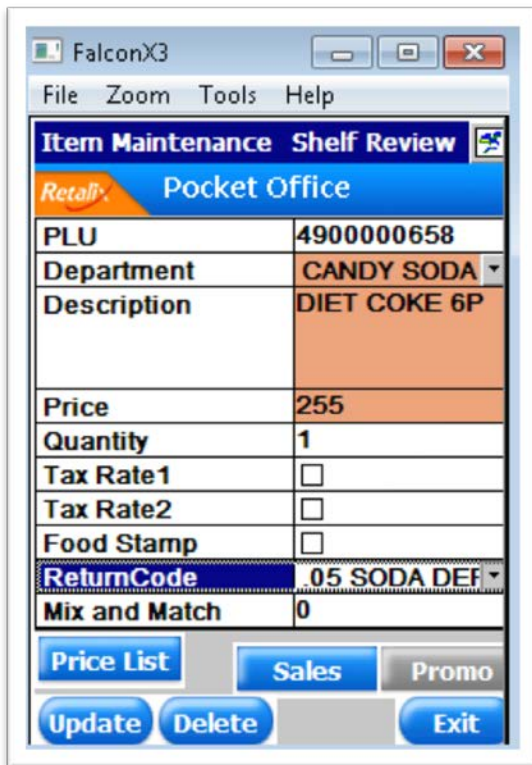 FalconX3
File Zoom Tools Help
Item Maintenance Shelf Review
Retalix Pocket Office
PLU 4900000658
Department CANDY SODA
Description DIET COKE 6P
Price 255
Quantity 1
Tax Rate1
Tax Rate2
Food Stamp
ReturnCode .05 SODA DEF
Mix and Match 0
Price List Sales Promo
Update Delete Exit